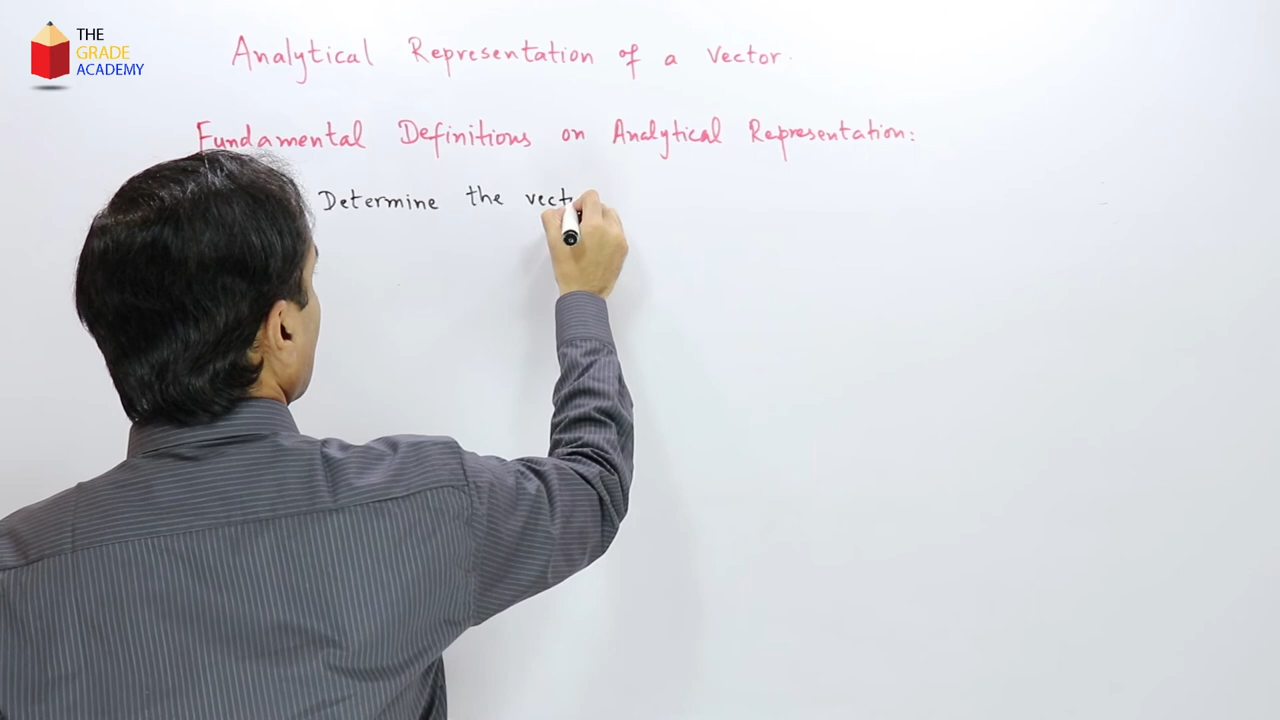 THE
GRADE
ACADEMY
Analytical Representation of a Vector.
Fundamental Definitions on Analytical Representation:
Determine the vect